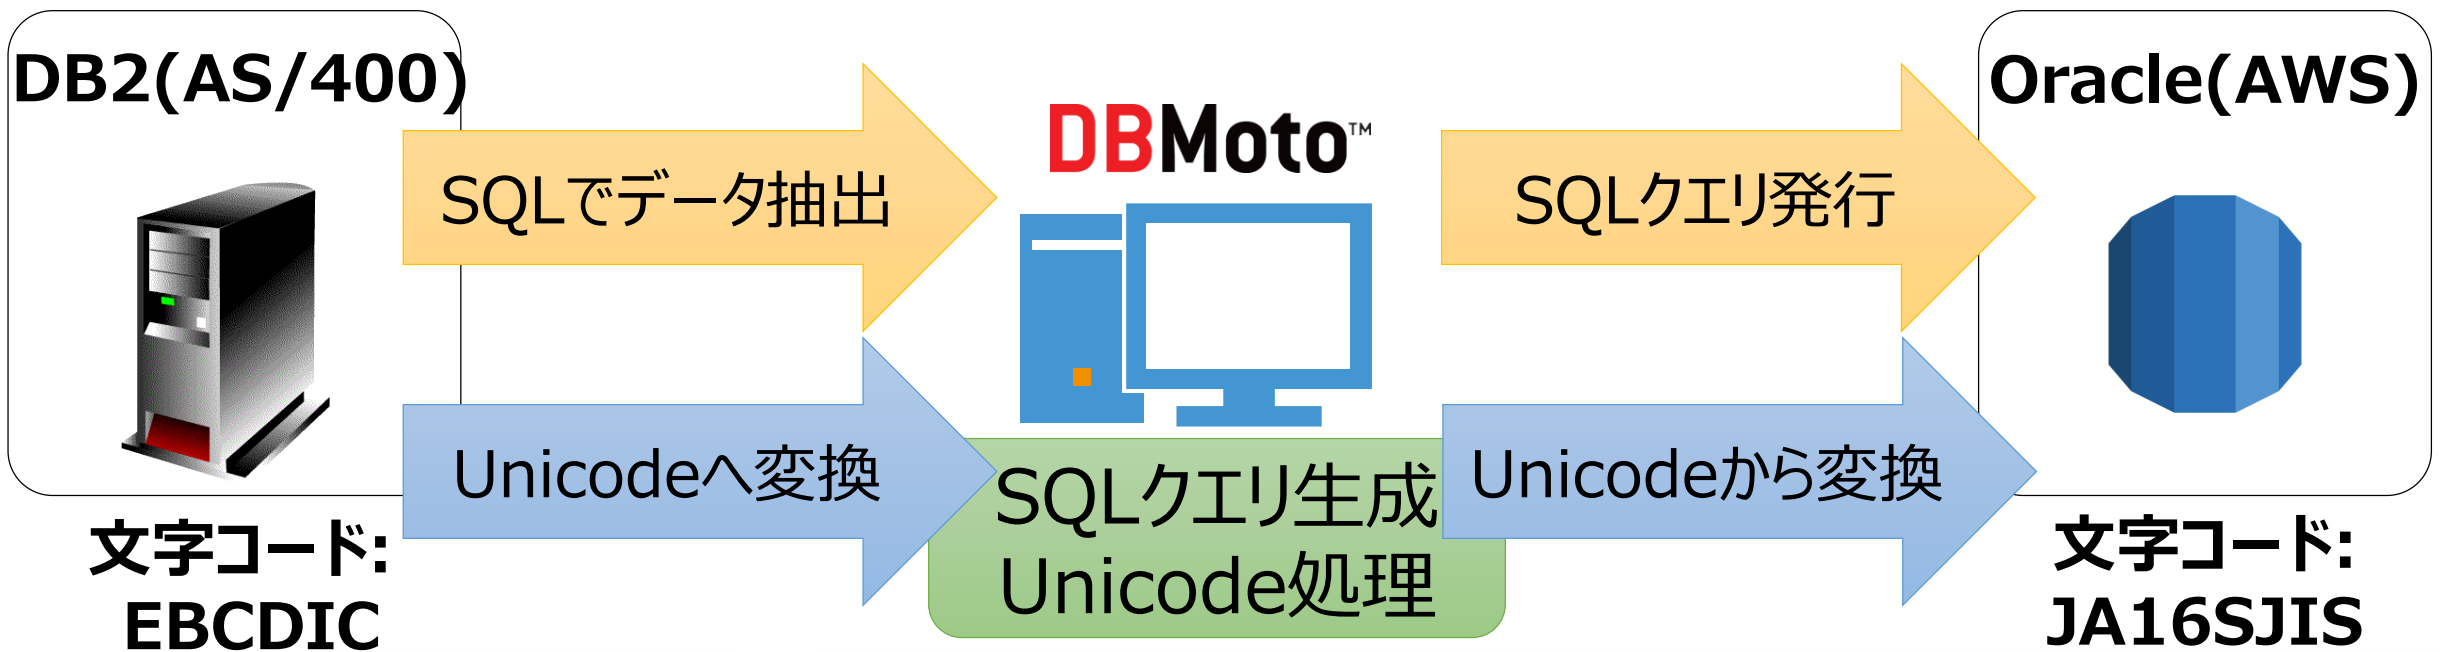 DB2(AS/400)
文字コード:
EBCDIC
SQLでデータ抽出
Unicodeへ変換
DBMoto™
SQLクエリ生成
Unicode処理
SQLクエリ発行
Unicodeから変換
Oracle(AWS)
文字コード:
JA16SJIS